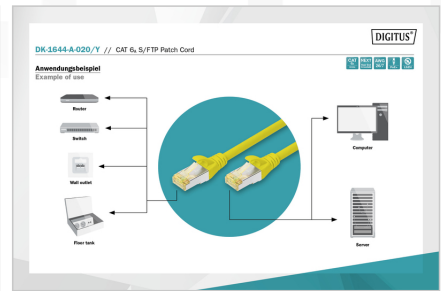 DIGITUS®
DK-1644-A-020/Y // CAT 6A S/FTP Patch Cord
Anwendungsbeispiel
Example of use
Router
Switch
Wall outlet
Floor tank
Computer
Server